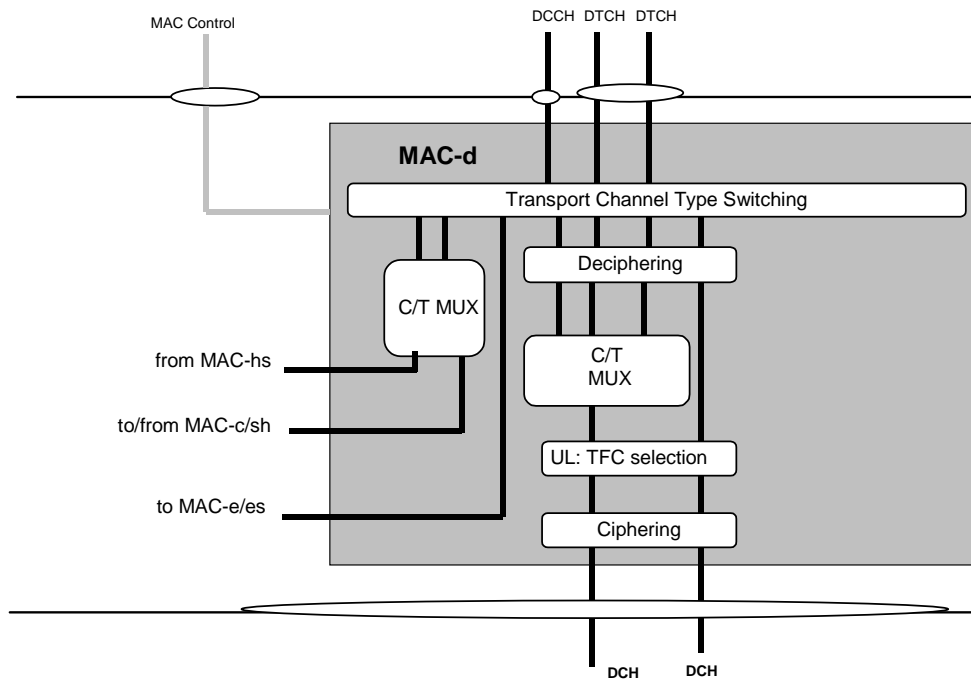 MAC Control
DCCH DTCH DTCH
MAC-d
Transport Channel Type Switching
Deciphering
C/T MUX
C/T
MUX
from MAC-hs
to/from MAC-c/sh
UL: TFC selection
to MAC-e/es
Ciphering
DCH DCH